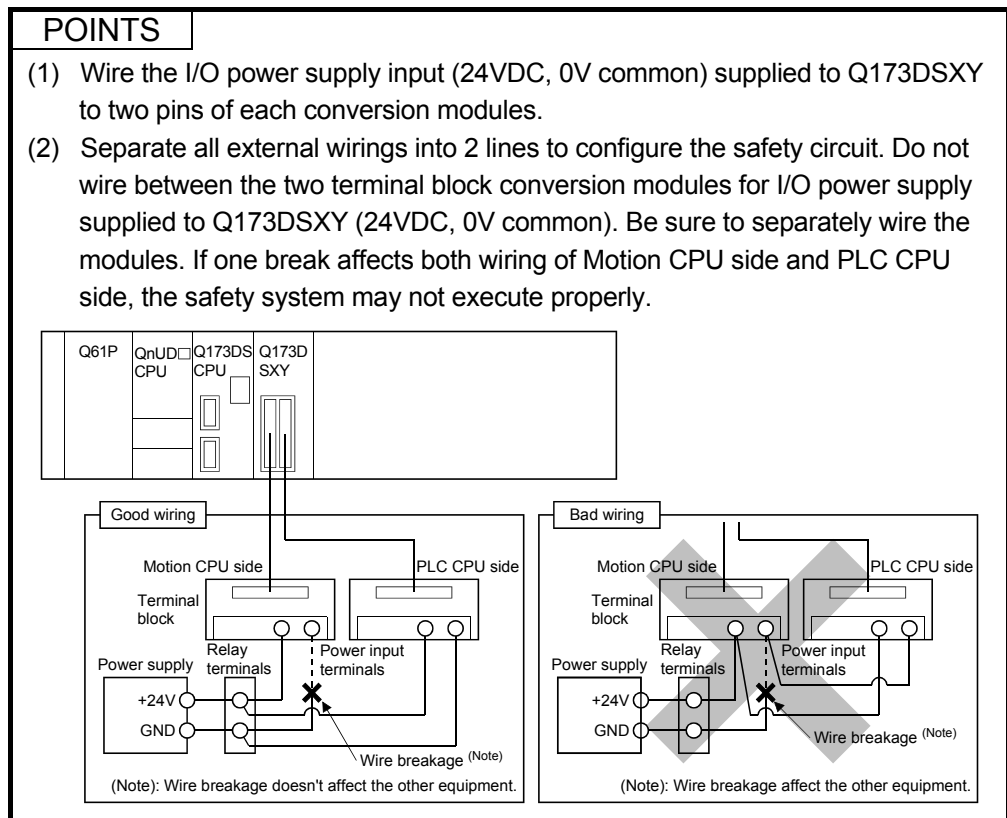 POINTS
(1) Wire the I/O power supply input (24VDC, 0V common) supplied to Q173DSXY
to two pins of each conversion modules.
(2) Separate all external wirings into 2 lines to configure the safety circuit. Do not
wire between the two terminal block conversion modules for I/O power supply
supplied to Q173DSXY (24VDC, 0V common). Be sure to separately wire the
modules. If one break affects both wiring of Motion CPU side and PLC CPU
side, the safety system may not execute properly.
Q61P
QnUD□
CPU
Q173DS
CPU
Q173D
SXY
Good wiring
Motion CPU side
PLC CPU side
Terminal
block
Relay
terminals
Power input
terminals
Power supply
+24V
GND
Wire breakage (Note)
(Note): Wire breakage doesn't affect the other equipment.
Bad wiring
Motion CPU side
PLC CPU side
Terminal
block
Relay
terminals
Power input
terminals
Power supply
+24V
GND
Wire breakage (Note)
(Note): Wire breakage affect the other equipment.